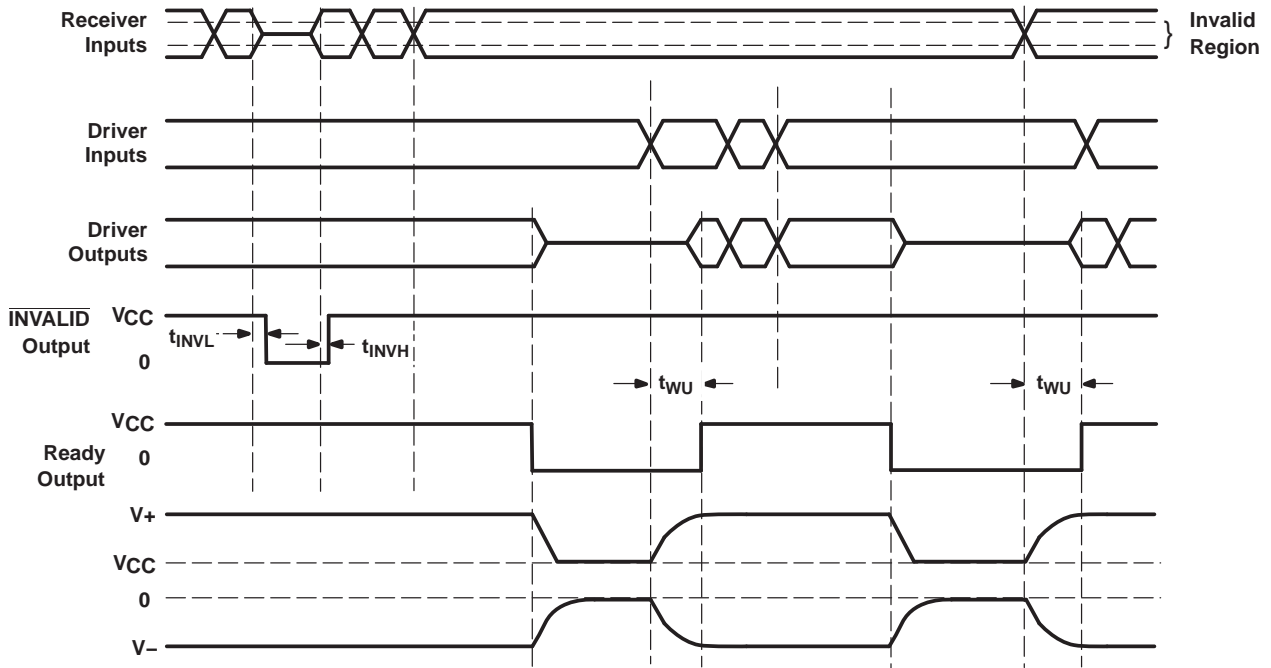 Receiver
Inputs
}
Invalid
Region
Driver
Inputs
Driver
Outputs
INVALID
Output
VCC
0
tINVL
tINVH
tWU
tWU
Ready
Output
VCC
0
V+
VCC
0
V–